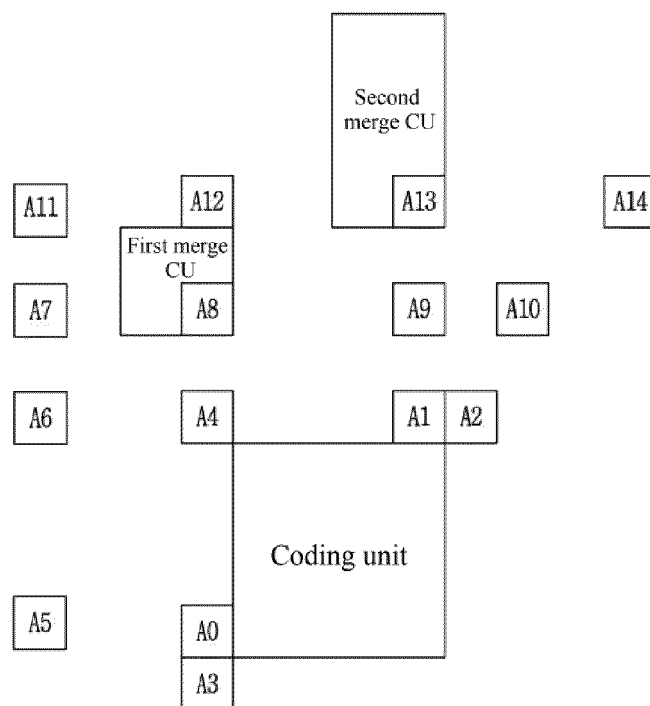 Second
merge CU
A11
A12
A13
A14
First merge
CU
A7
A8
A9
A10
A6
A4
A1
A2
Coding unit
A5
A0
A3